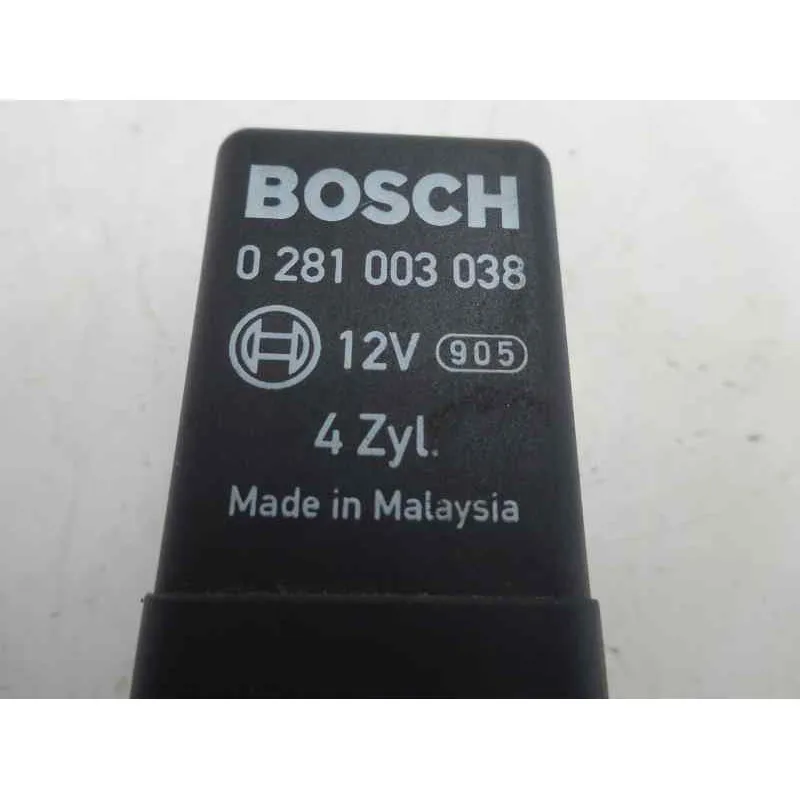 BOSCH
0 281 003 038
12V 905
4 Zyl.
Made in Malaysia